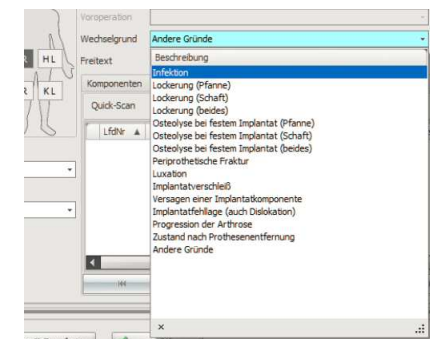 Voroperation
Wechselgrund Andere Gründe
Freitext
R HL
R KL
Komponenten
Quick-Scan
LfdNr
Beschreibung
Infektion
Lockerung (Pfanne)
Lockerung (Schaft)
Lockerung (beides)
Osteolyse bei festem Implantat (Pfanne)
Osteolyse bei festem Implantat (Schaft)
Osteolyse bei festem Implantat (beides)
Periprothetische Fraktur
Luxation
Implantatverschleiß
Versagen einer Implantatkomponente
Implantatfehllage (auch Dislokation)
Progression der Arthrose
Zustand nach Prothesenentfernung
Andere Gründe